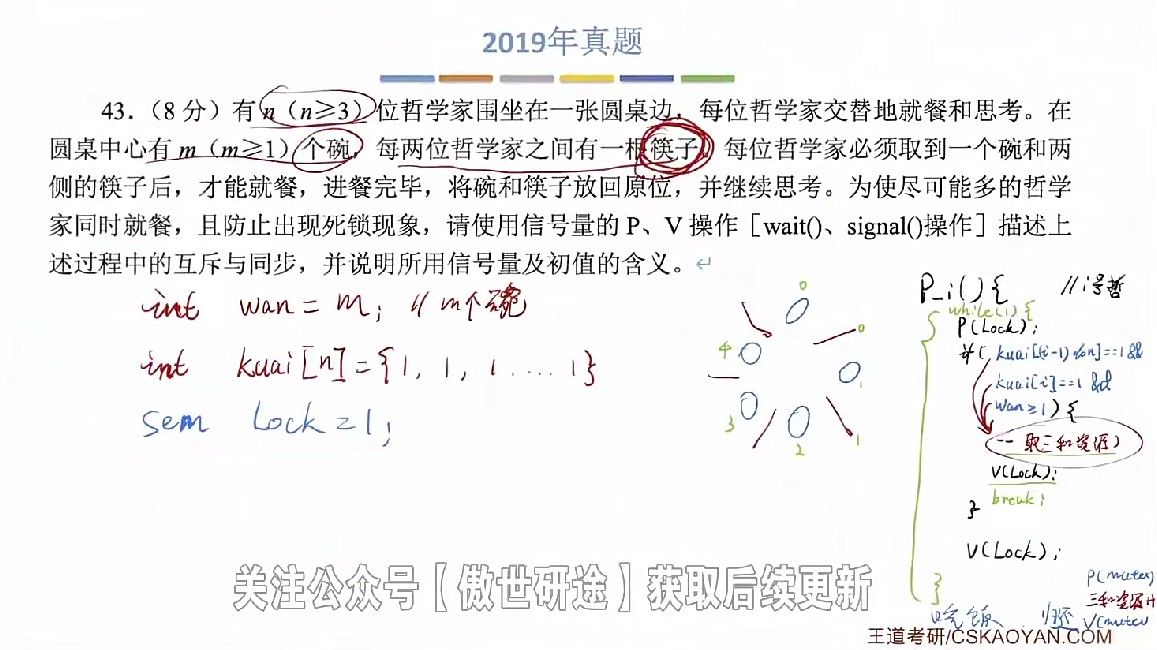 2019年真题
43.（8 分）有 n（n≥3）位哲学家围坐在一张圆桌边，每位哲学家交替地就餐和思考。在
圆桌中心有 m（m≥1）个碗，每两位哲学家之间有一根筷子。每位哲学家必须取到一个碗和两
侧的筷子后，才能就餐，进餐完毕，将碗和筷子放回原位，并继续思考。为使尽可能多的哲学
家同时就餐，且防止出现死锁现象，请使用信号量的 P、V 操作［wait()、signal()操作］描述上
述过程中的互斥与同步，并说明所用信号量及初值的含义。
int wan = m; // m个碗
int kuai[n] = {1, 1, 1 .... 1}
sem Lock = 1;
0
0
4
1
3
2
1
P_i(){ // i号哲
while(1){
P(Lock);
if( kuai[(i-1)%n]==1 &&
kuai[i]==1 &&
wan≥1 ) {
取三种资源
V(Lock);
break;
}
V(Lock);
}
P(mutex)
V(mutex
关注公众号【傲世研途】获取后续更新
王道考研/CSKAOYAN.COM